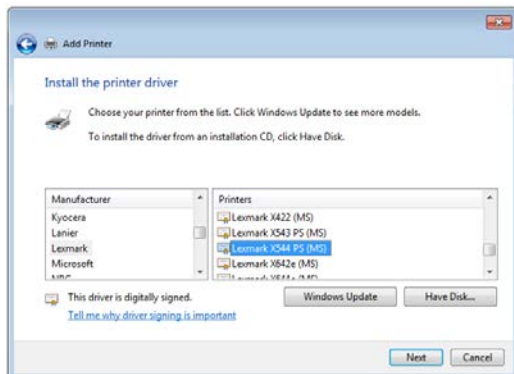 Add Printer
Install the printer driver
Choose your printer from the list. Click Windows Update to see more models.
To install the driver from an installation CD, click Have Disk.
Manufacturer
Kyocera
Lanier
Lexmark
Microsoft
Printers
Lexmark X422 (MS)
Lexmark X543 PS (MS)
Lexmark X544 PS (MS)
Lexmark X642e (MS)
This driver is digitally signed.
Tell me why driver signing is important
Windows Update
Have Disk...
Next
Cancel